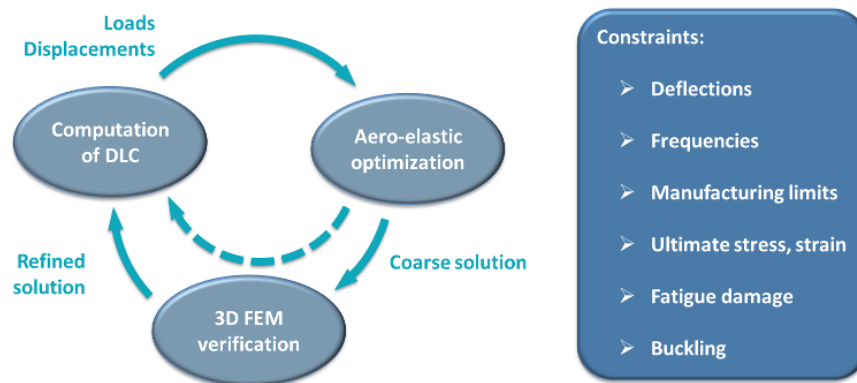 Loads
Displacements
Computation
of DLC
Aero-elastic
optimization
Refined
solution
Coarse solution
3D FEM
verification
Constraints:
Deflections
Frequencies
Manufacturing limits
Ultimate stress, strain
Fatigue damage
Buckling